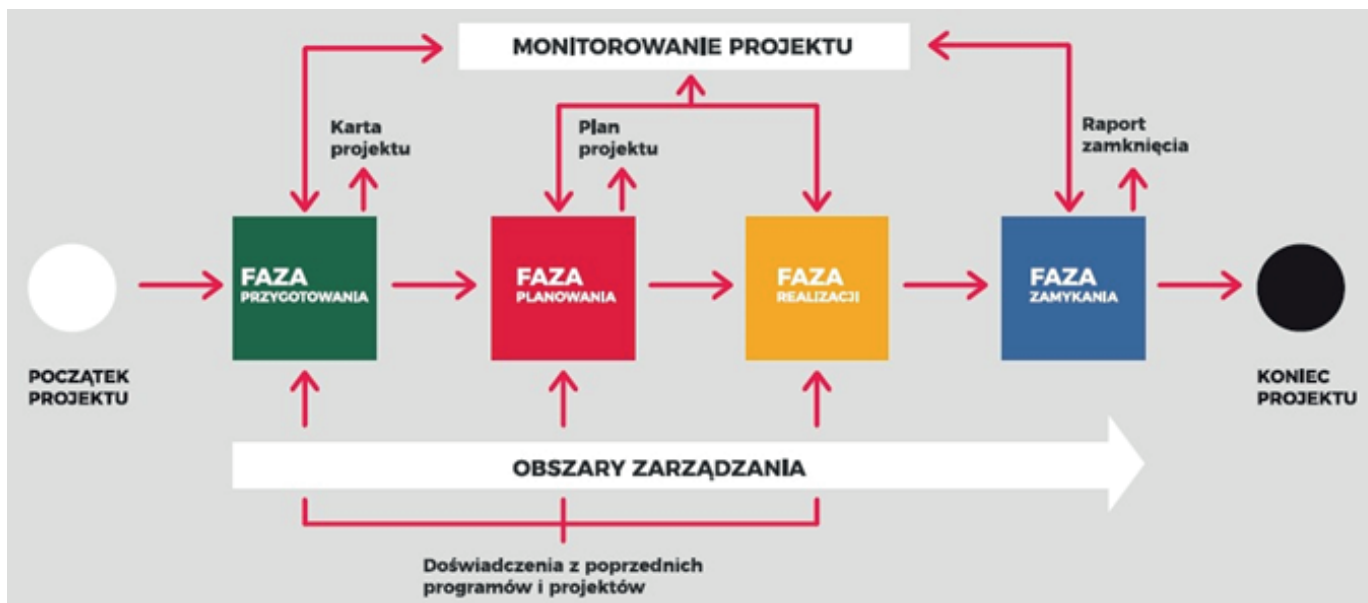 MONITOROWANIE PROJEKTU
Karta
projektu
Plan
projektu
Raport
zamknięcia
FAZA
PRZYGOTOWANIA
FAZA
PLANOWANIA
FAZA
REALIZACJI
FAZA
ZAMYKANIA
POCZĄTEK
PROJEKTU
KONIEC
PROJEKTU
OBSZARY ZARZĄDZANIA
Doświadczenia z poprzednich
programów i projektów